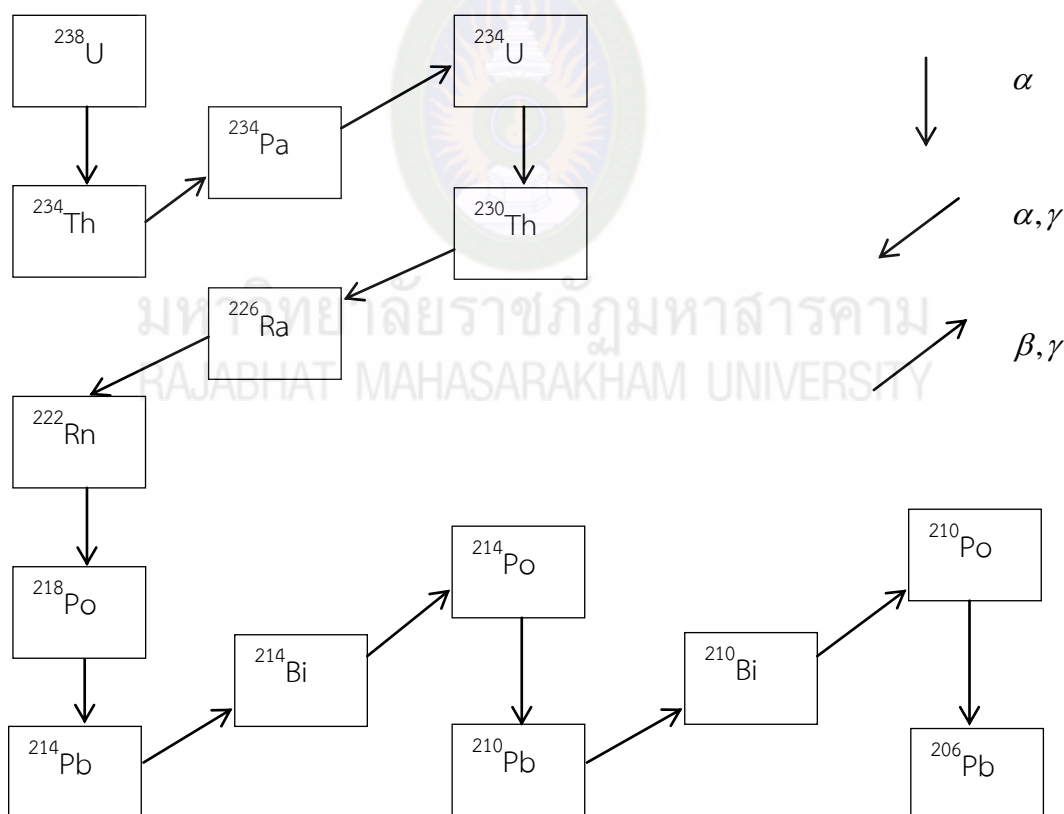 ²³⁸U
²³⁴U
α
²³⁴Pa
²³⁴Th
²³⁰Th
α,γ
²²⁶Ra
β,γ
มหาวิทยาลัยราชภัฏมหาสารคาม
RAJABHAT MAHASARAKHAM UNIVERSITY
²²²Rn
²¹⁴Po
²¹⁰Po
²¹⁸Po
²¹⁴Bi
²¹⁰Bi
²¹⁴Pb
²¹⁰Pb
²⁰⁶Pb